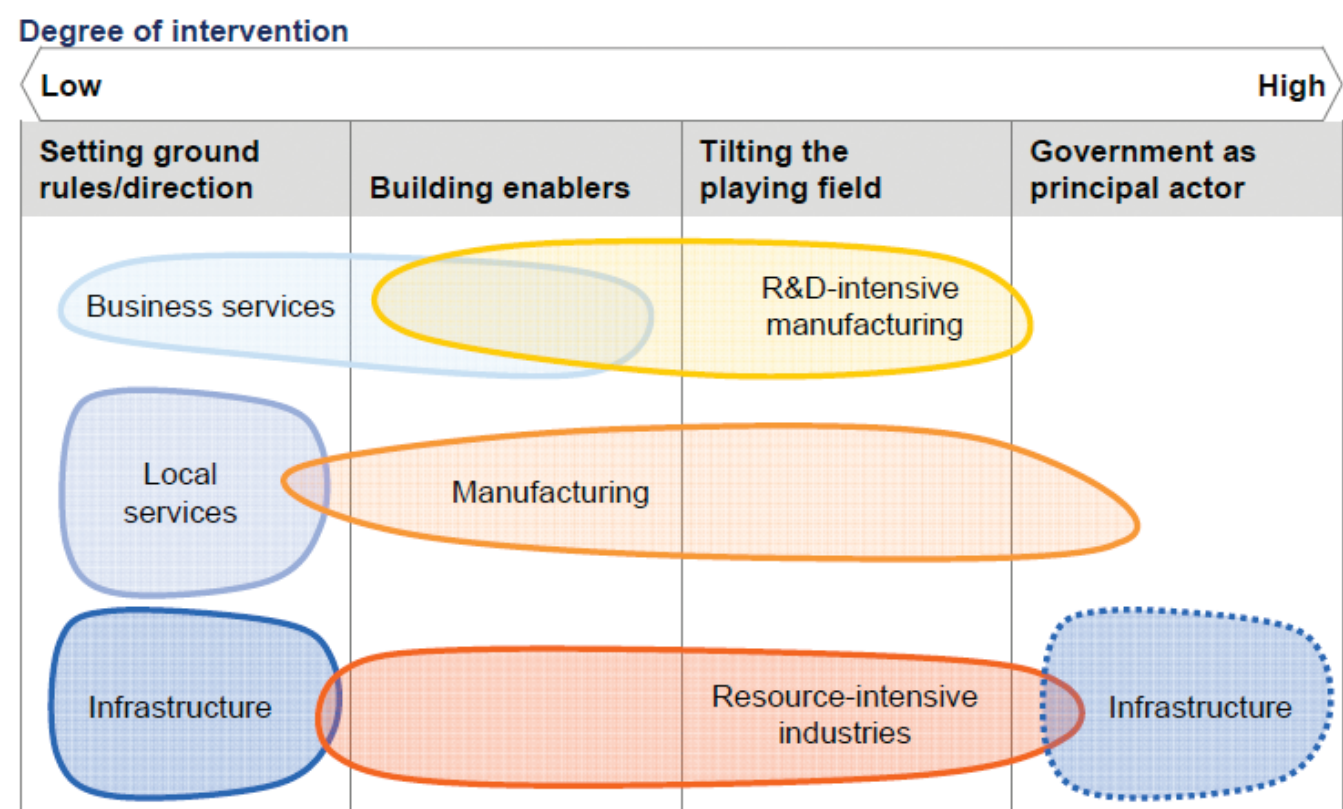 Degree of intervention
Low
High
Setting ground
rules/direction
Building enablers
Tilting the
playing field
Government as
principal actor
Business services
R&D-intensive
manufacturing
Local
services
Manufacturing
Infrastructure
Resource-intensive
industries
Infrastructure